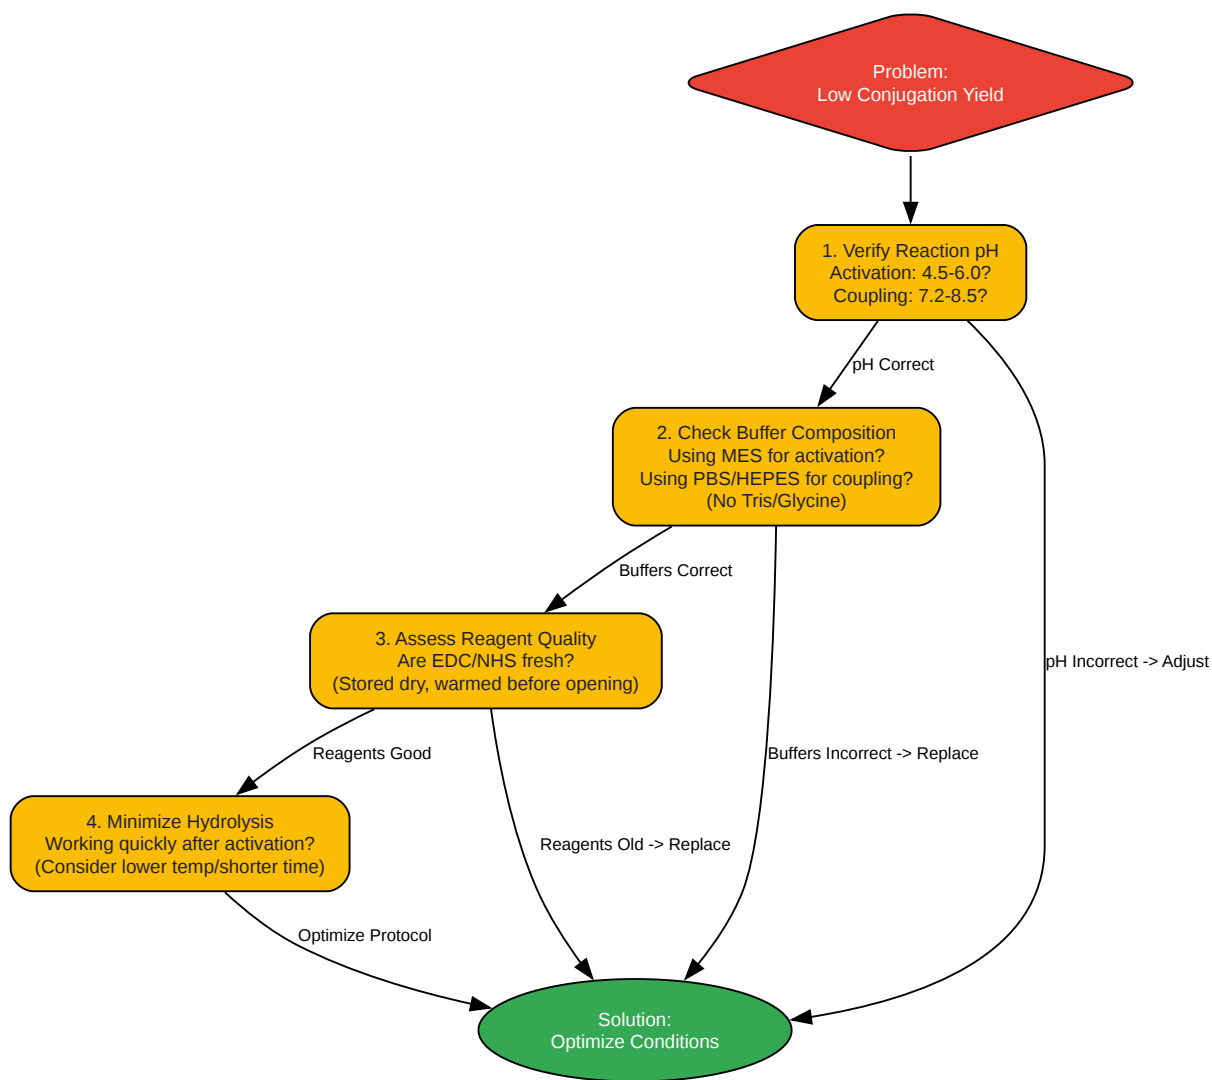 Problem:
Low Conjugation Yield
1. Verify Reaction pH
Activation: 4.5-6.0?
Coupling: 7.2-8.5?
pH Correct
2. Check Buffer Composition
Using MES for activation?
Using PBS/HEPES for coupling?
(No Tris/Glycine)
Buffers Correct
3. Assess Reagent Quality
Are EDC/NHS fresh?
(Stored dry, warmed before opening)
pH Incorrect -> Adjust
Reagents Good
Buffers Incorrect -> Replace
4. Minimize Hydrolysis
Working quickly after activation?
(Consider lower temp/shorter time)
Reagents Old -> Replace
Optimize Protocol
Solution:
Optimize Conditions